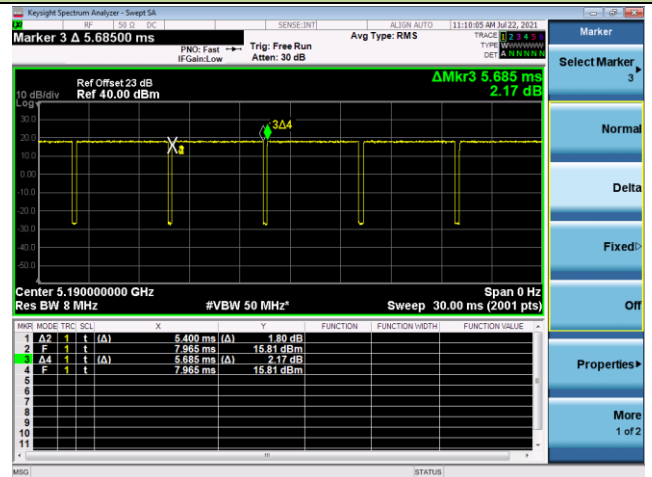 Keysight Spectrum Analyzer - Swept SA
RF 50 Ω DC SENSE:INT ALIGN AUTO 11:10:05 AM Jul 22, 2021
Marker 3 Δ 5.68500 ms
PNO: Fast
IFGain:Low
Trig: Free Run
Atten: 30 dB
Avg Type: RMS
TRACE 1 2 3 4 5 6
TYPE WWWWWW
DET A N N N N N
Ref Offset 23 dB
10 dB/div Ref 40.00 dBm
Log
ΔMkr3 5.685 ms
2.17 dB
30.0
20.0
10.0
0.00
-10.0
-20.0
-30.0
-40.0
-50.0
3Δ4
Center 5.190000000 GHz Span 0 Hz
Res BW 8 MHz #VBW 50 MHz* Sweep 30.00 ms (2001 pts)
MKR MODE TRC SCL X Y FUNCTION FUNCTION WIDTH FUNCTION VALUE
1 Δ2 1 t (Δ) 5.400 ms (Δ) 1.80 dB
2 F 1 t 7.965 ms 15.81 dBm
3 Δ4 1 t (Δ) 5.685 ms (Δ) 2.17 dB
4 F 1 t 7.965 ms 15.81 dBm
5
6
7
8
9
10
11
MSG STATUS
Marker
Select Marker
3
Normal
Delta
Fixed
Off
Properties
More
1 of 2